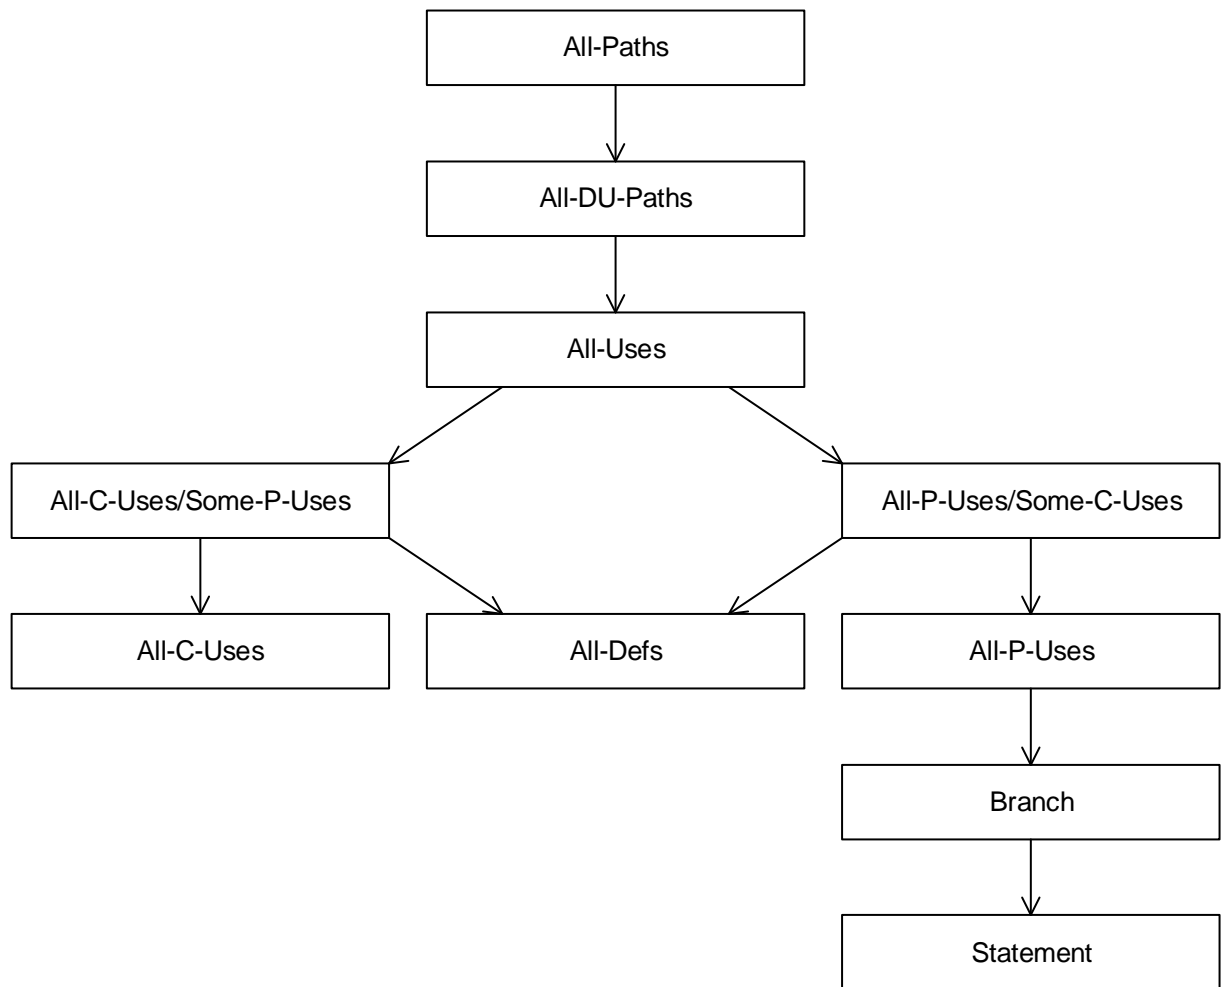 All-Paths
All-DU-Paths
All-Uses
All-C-Uses/Some-P-Uses
All-P-Uses/Some-C-Uses
All-C-Uses
All-Defs
All-P-Uses
Branch
Statement